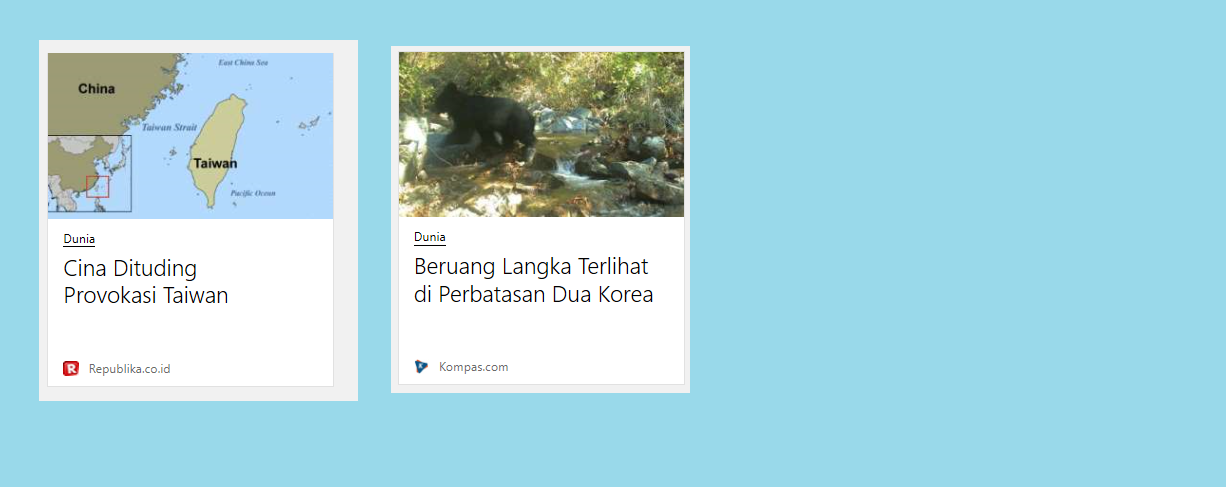 East China Sea
China
Taiwan Strait
Taiwan
Pacific Ocean
Dunia
Cina Dituding
Provokasi Taiwan
Republika.co.id
Dunia
Beruang Langka Terlihat
di Perbatasan Dua Korea
Kompas.com